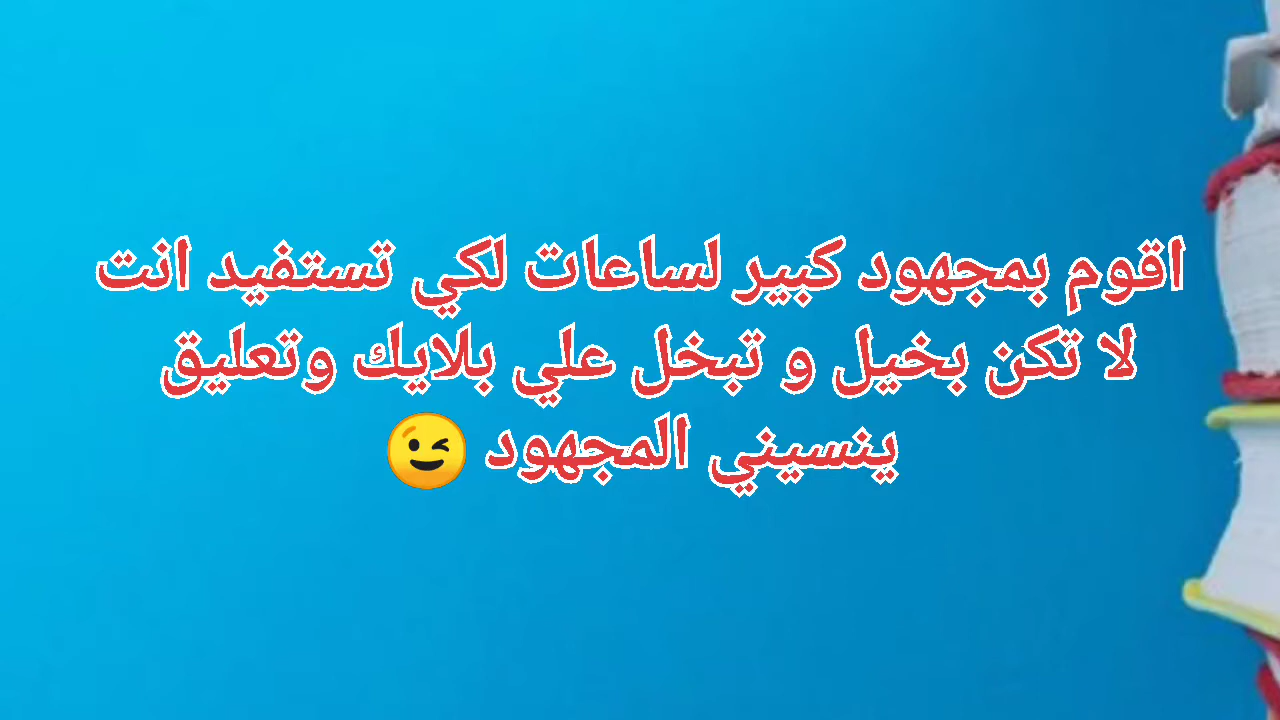 اقوم بمجهود كبير لساعات لكي تستفيد انت
لا تكن بخيل و تبخل علي بلايك وتعليق
ينسيني المجهود 😉